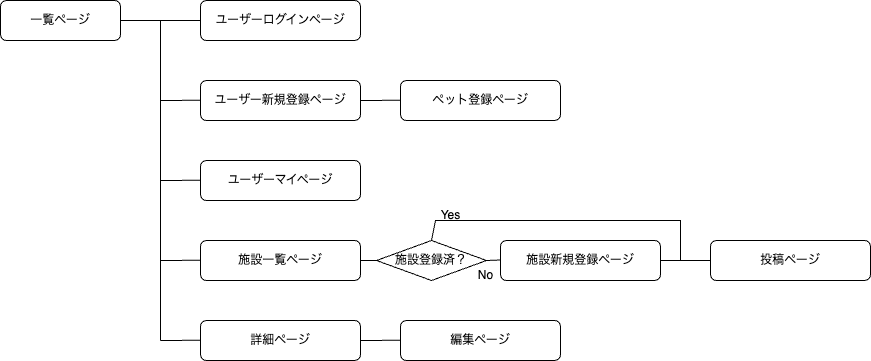 一覧ページ
ユーザーログインページ
ユーザー新規登録ページ
ペット登録ページ
ユーザーマイページ
Yes
施設一覧ページ
施設登録済？
No
施設新規登録ページ
投稿ページ
詳細ページ
編集ページ